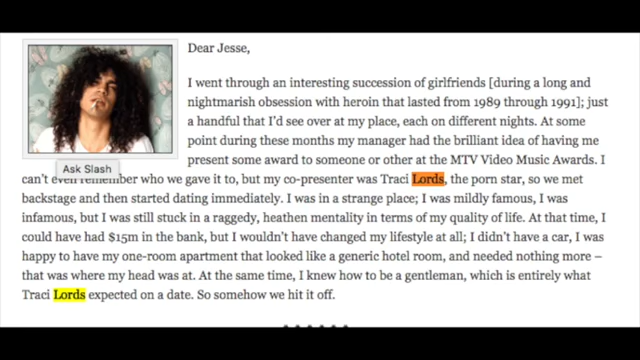 Dear Jesse,
I went through an interesting succession of girlfriends [during a long and
nightmarish obsession with heroin that lasted from 1989 through 1991]; just
a handful that I'd see over at my place, each on different nights. At some
point during these months my manager had the brilliant idea of having me
present some award to someone or other at the MTV Video Music Awards. I
Ask Slash
can't even remember who we gave it to, but my co-presenter was Traci Lords, the porn star, so we met
backstage and then started dating immediately. I was in a strange place; I was mildly famous, I was
infamous, but I was still stuck in a raggedy, heathen mentality in terms of my quality of life. At that time, I
could have had $15m in the bank, but I wouldn't have changed my lifestyle at all; I didn't have a car, I was
happy to have my one-room apartment that looked like a generic hotel room, and needed nothing more –
that was where my head was at. At the same time, I knew how to be a gentleman, which is entirely what
Traci Lords expected on a date. So somehow we hit it off.